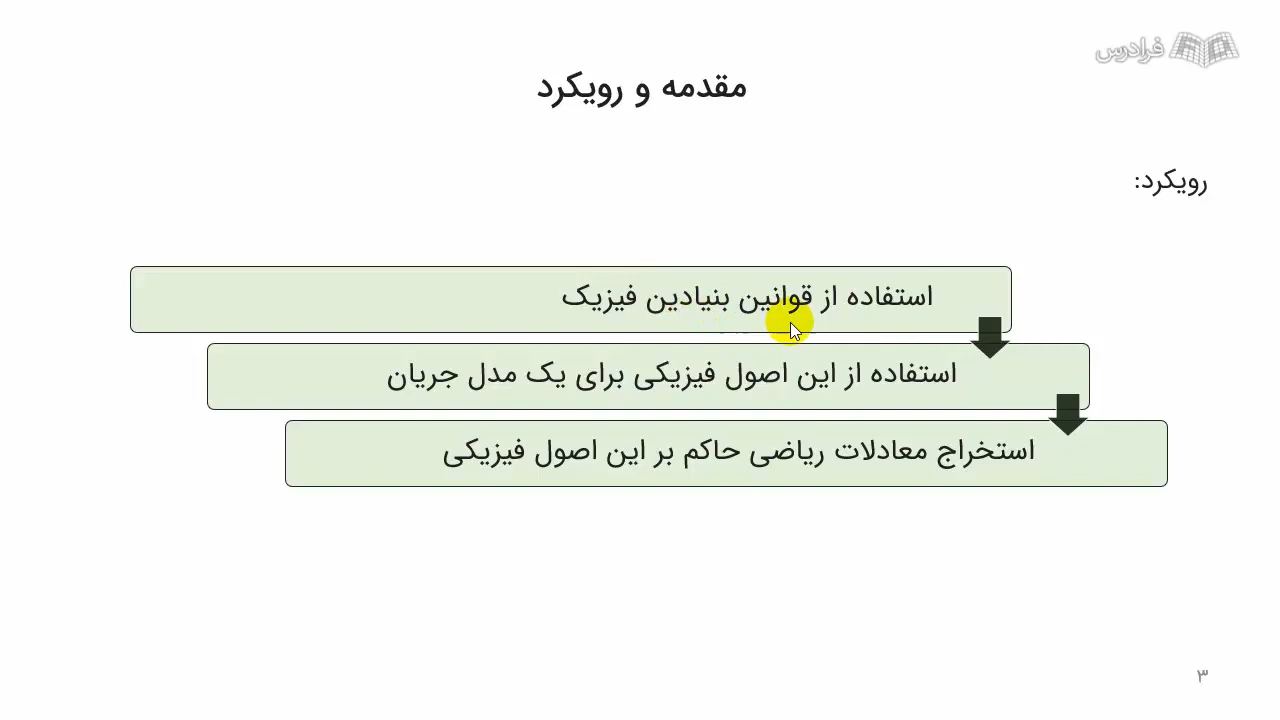 فرادرس
مقدمه و رویکرد
رویکرد:
استفاده از قوانین بنیادین فیزیک
استفاده از این اصول فیزیکی برای یک مدل جریان
استخراج معادلات ریاضی حاکم بر این اصول فیزیکی
۳